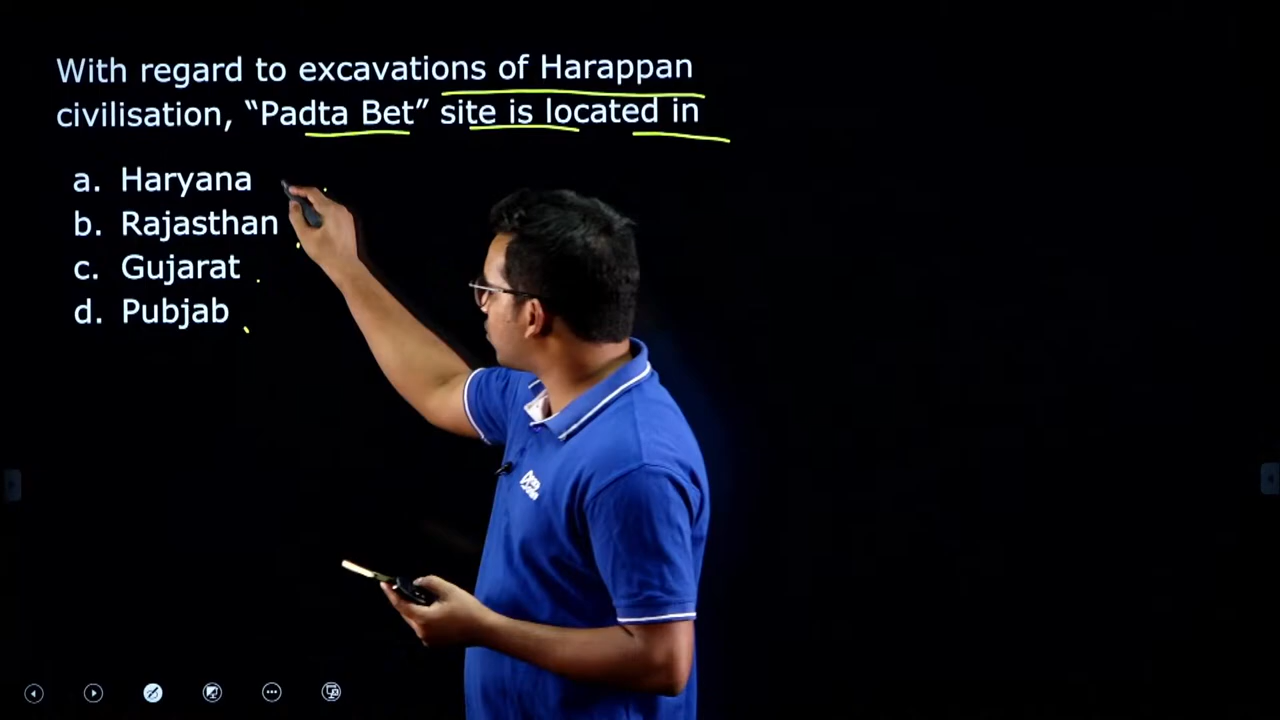 With regard to excavations of Harappan
civilisation, “Padta Bet” site is located in
a. Haryana
b. Rajasthan
c. Gujarat
d. Pubjab